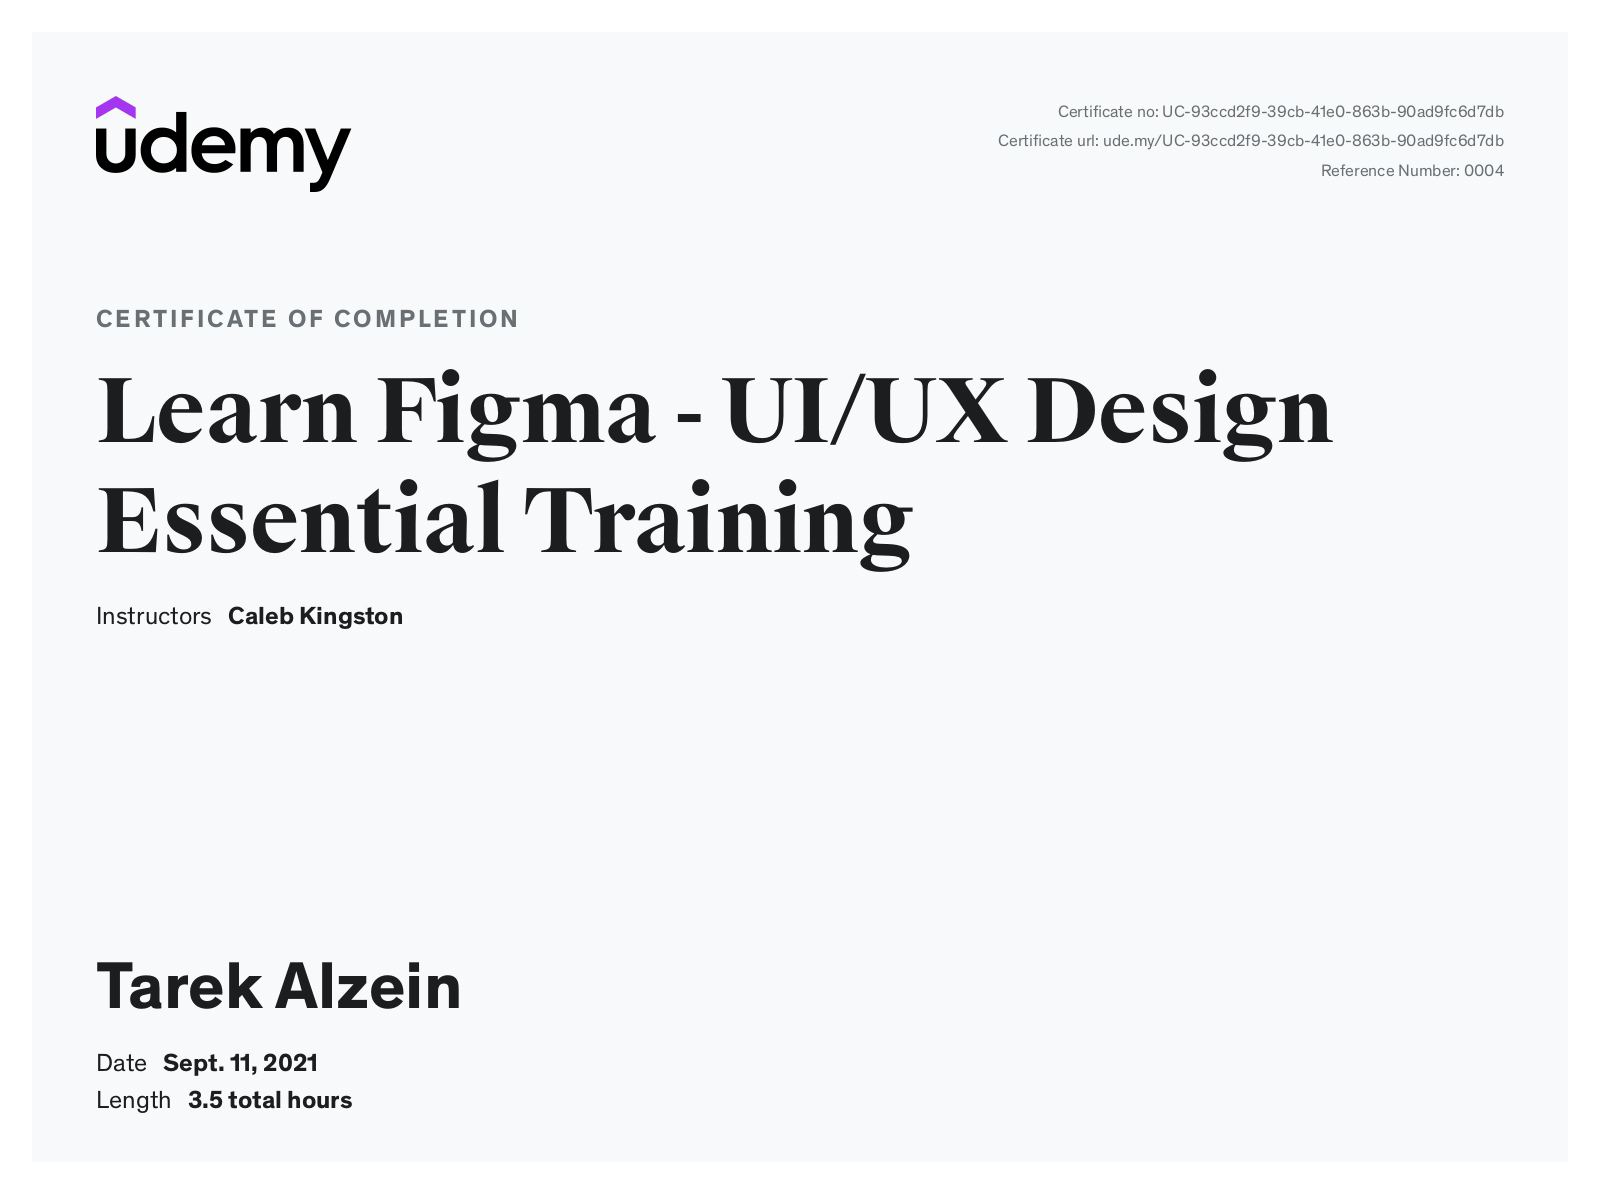 udemy
Certificate no: UC-93ccd2f9-39cb-41e0-863b-90ad9fc6d7db
Certificate url: ude.my/UC-93ccd2f9-39cb-41e0-863b-90ad9fc6d7db
Reference Number: 0004
CERTIFICATE OF COMPLETION
Learn Figma - UI/UX Design
Essential Training
Instructors Caleb Kingston
Tarek Alzein
Date Sept. 11, 2021
Length 3.5 total hours